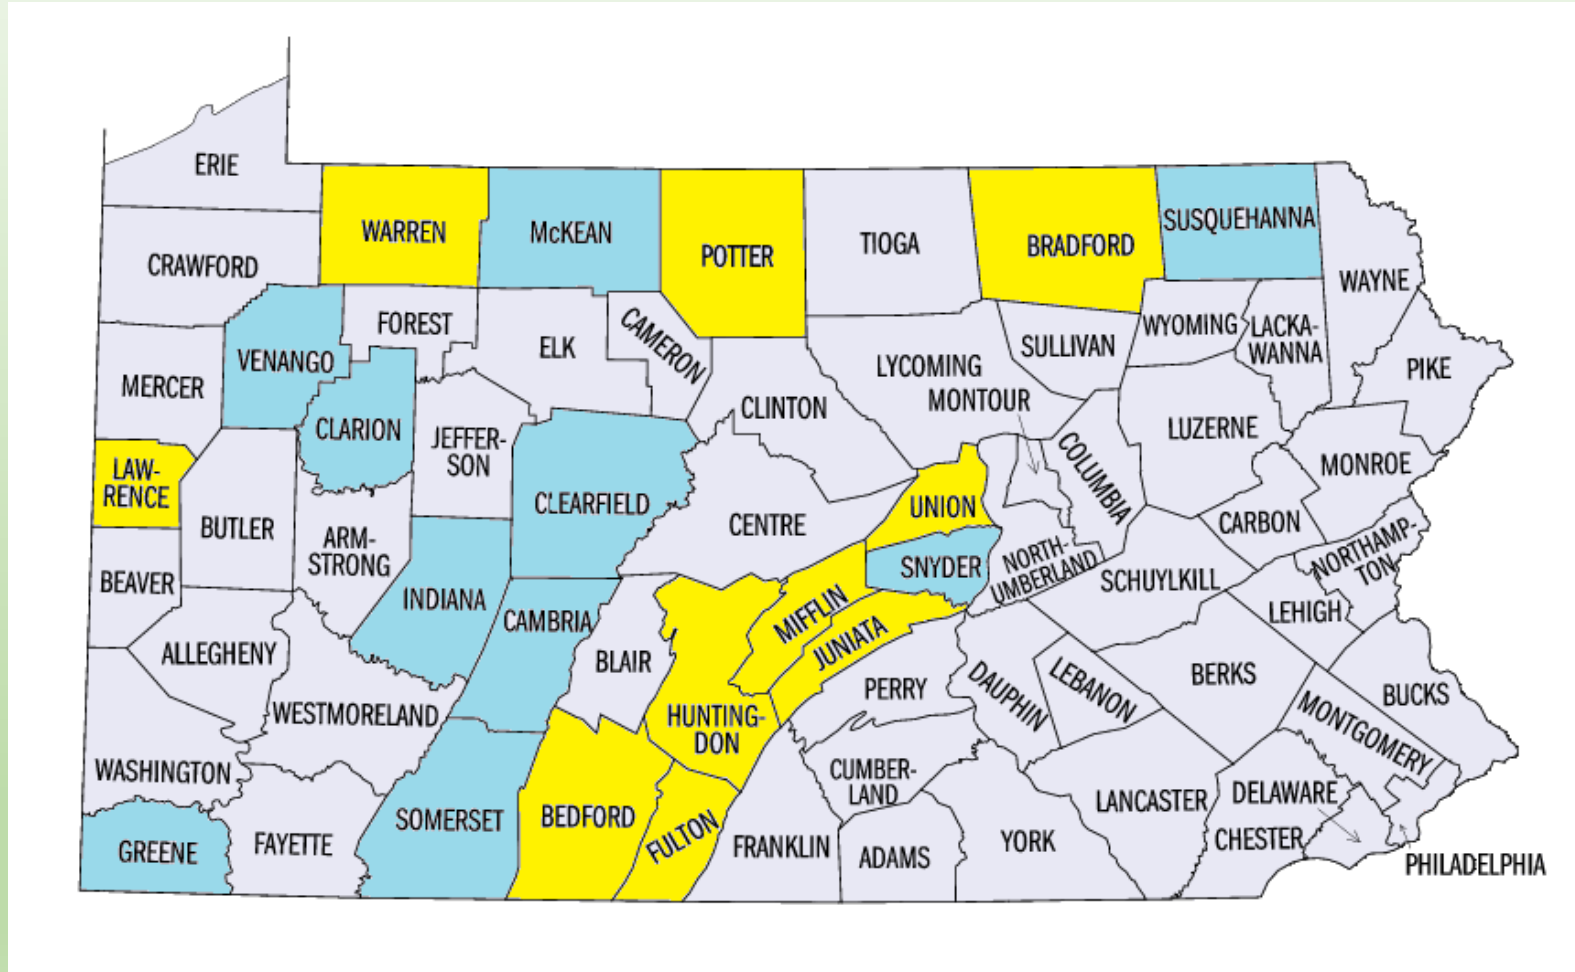 ERIE
WARREN
McKEAN
POTTER
TIOGA
BRADFORD
SUSQUEHANNA
WAYNE
CRAWFORD
FOREST
ELK
CAMERON
VENANGO
MERCER
CLARION
JEFFER-
SON
CLINTON
LYCOMING
MONTOUR
SULLIVAN
WYOMING
LACKA-
WANNA
PIKE
LUZERNE
COLUMBIA
MONROE
LAW-
RENCE
BUTLER
ARM-
STRONG
CLEARFIELD
CENTRE
UNION
SNYDER
NORTH-
UMBERLAND
CARBON
NORTHAMP-
TON
SCHUYLKILL
LEHIGH
BEAVER
INDIANA
CAMBRIA
BLAIR
MIFFLIN
JUNIATA
HUNTING-
DON
PERRY
DAUPHIN
LEBANON
BERKS
BUCKS
MONTGOMERY
ALLEGHENY
WESTMORELAND
WASHINGTON
SOMERSET
BEDFORD
FULTON
CUMBER-
LAND
LANCASTER
DELAWARE
CHESTER
GREENE
FAYETTE
FRANKLIN
ADAMS
YORK
PHILADELPHIA